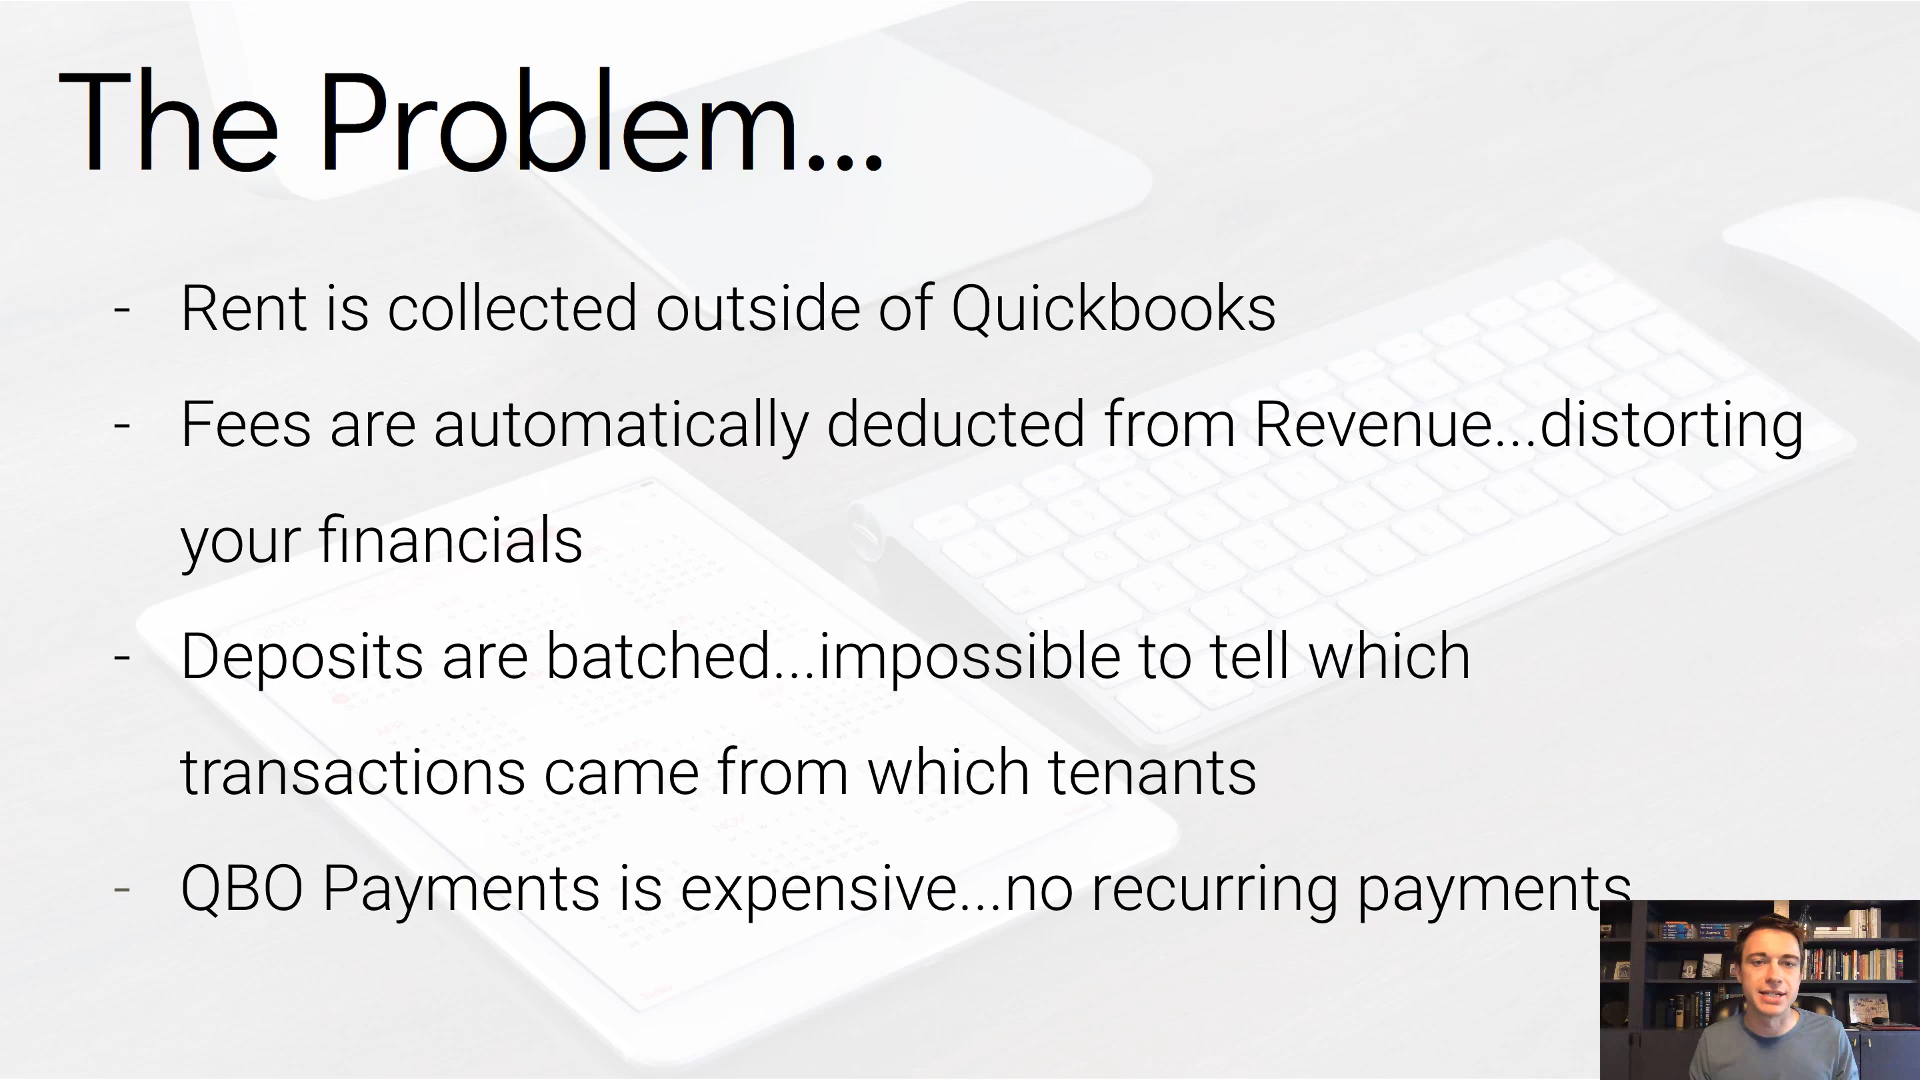 The Problem...
- Rent is collected outside of Quickbooks
- Fees are automatically deducted from Revenue...distorting
your financials
- Deposits are batched...impossible to tell which
transactions came from which tenants
- QBO Payments is expensive...no recurring payments